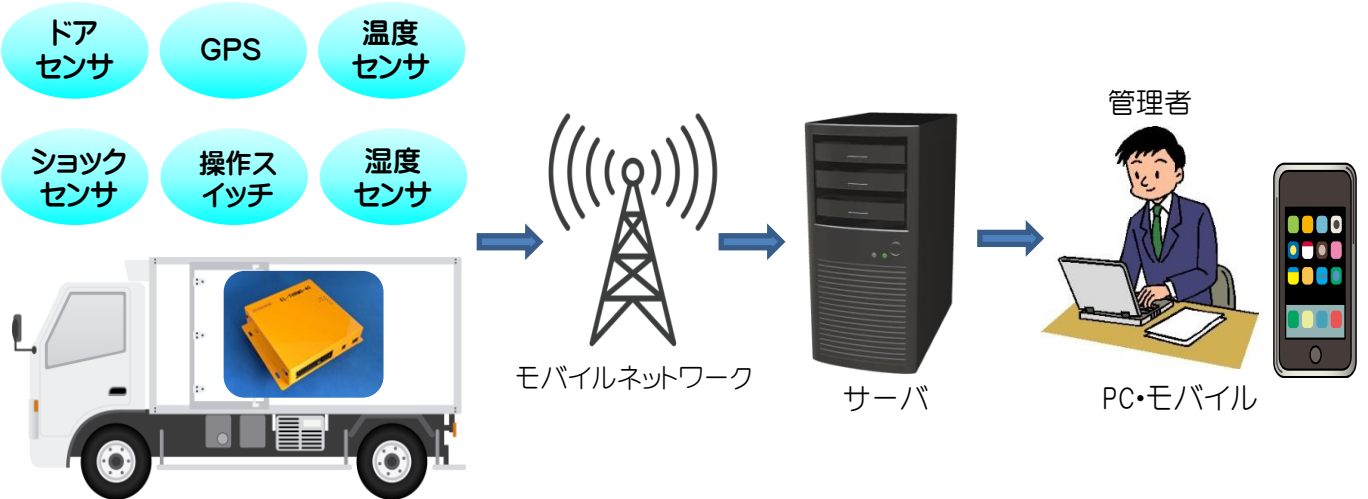 ドア
センサ
GPS
温度
センサ
ショック
センサ
操作ス
イッチ
湿度
センサ
モバイルネットワーク
サーバ
管理者
PC・モバイル